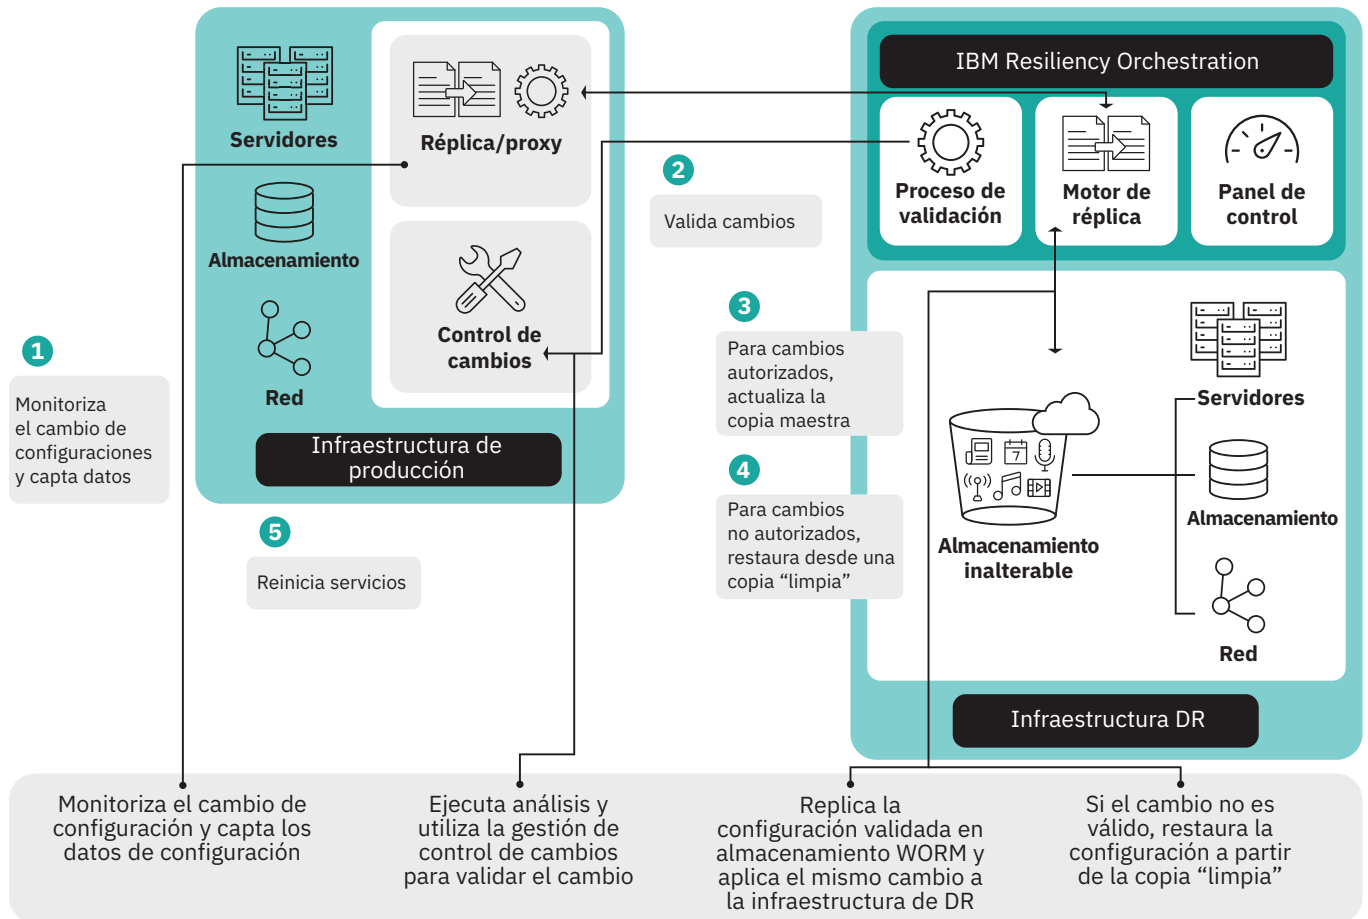 Servidores
Almacenamiento
Red
Réplica/proxy
Control de
cambios
Infraestructura de
producción
1
Monitoriza
el cambio de
configuraciones
y capta datos
2
Valida cambios
3
Para cambios
autorizados,
actualiza la
copia maestra
4
Para cambios
no autorizados,
restaura desde una
copia “limpia”
5
Reinicia servicios
IBM Resiliency Orchestration
Proceso de
validación
Motor de
réplica
Panel de
control
7
Almacenamiento
inalterable
Servidores
Almacenamiento
Red
Infraestructura DR
Monitoriza el cambio de
configuración y capta los
datos de configuración
Ejecuta análisis y
utiliza la gestión de
control de cambios
para validar el cambio
Replica la
configuración validada en
almacenamiento WORM y
aplica el mismo cambio a
la infraestructura de DR
Si el cambio no es
válido, restaura la
configuración a partir
de la copia “limpia”